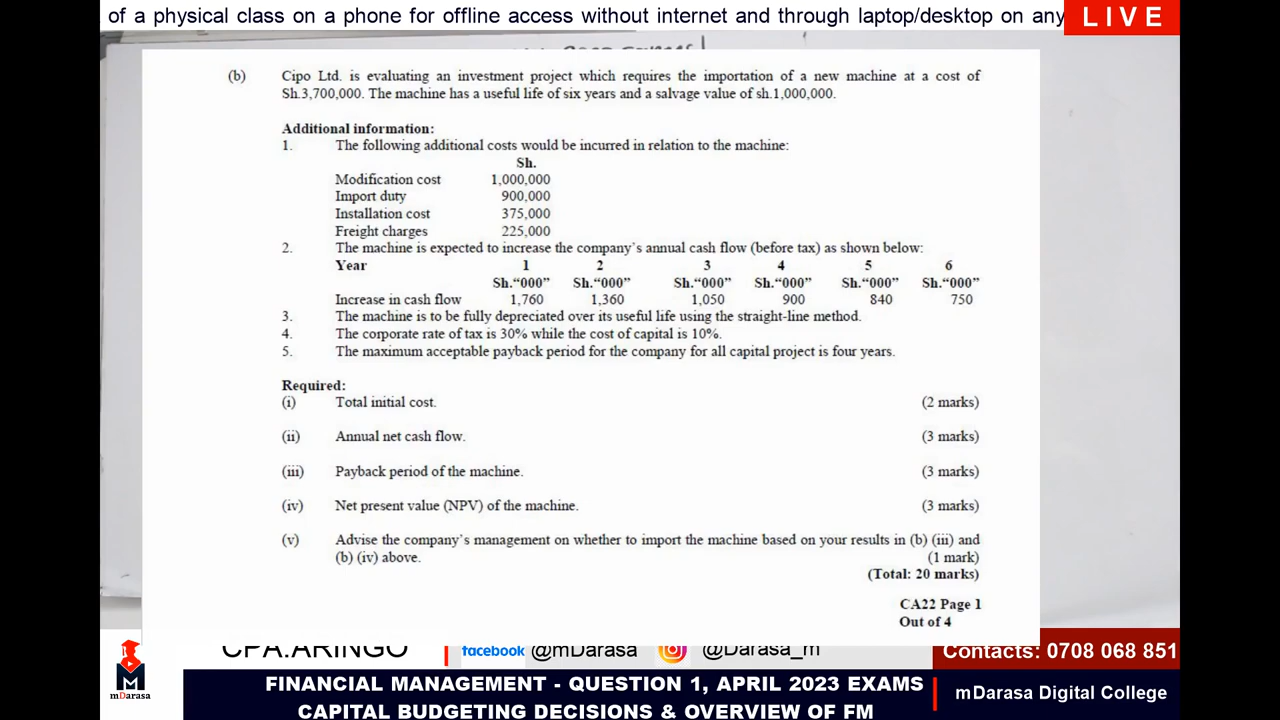 of a physical class on a phone for offline access without internet and through laptop/desktop on any
LIVE
(b) Cipo Ltd. is evaluating an investment project which requires the importation of a new machine at a cost of
Sh.3,700,000. The machine has a useful life of six years and a salvage value of sh.1,000,000.
Additional information:
1. The following additional costs would be incurred in relation to the machine:
Sh.
Modification cost 1,000,000
Import duty 900,000
Installation cost 375,000
Freight charges 225,000
2. The machine is expected to increase the company's annual cash flow (before tax) as shown below:
Year 1 2 3 4 5 6
Sh."000" Sh."000" Sh."000" Sh."000" Sh."000" Sh."000"
Increase in cash flow 1,760 1,360 1,050 900 840 750
3. The machine is to be fully depreciated over its useful life using the straight-line method.
4. The corporate rate of tax is 30% while the cost of capital is 10%.
5. The maximum acceptable payback period for the company for all capital project is four years.
Required:
(i) Total initial cost. (2 marks)
(ii) Annual net cash flow. (3 marks)
(iii) Payback period of the machine. (3 marks)
(iv) Net present value (NPV) of the machine. (3 marks)
(v) Advise the company's management on whether to import the machine based on your results in (b) (iii) and
(b) (iv) above. (1 mark)
(Total: 20 marks)
CA22 Page 1
Out of 4
CPA.ARINGO facebook @mDarasa @Darasa_m Contacts: 0708 068 851
mDarasa
FINANCIAL MANAGEMENT - QUESTION 1, APRIL 2023 EXAMS
CAPITAL BUDGETING DECISIONS & OVERVIEW OF FM
mDarasa Digital College